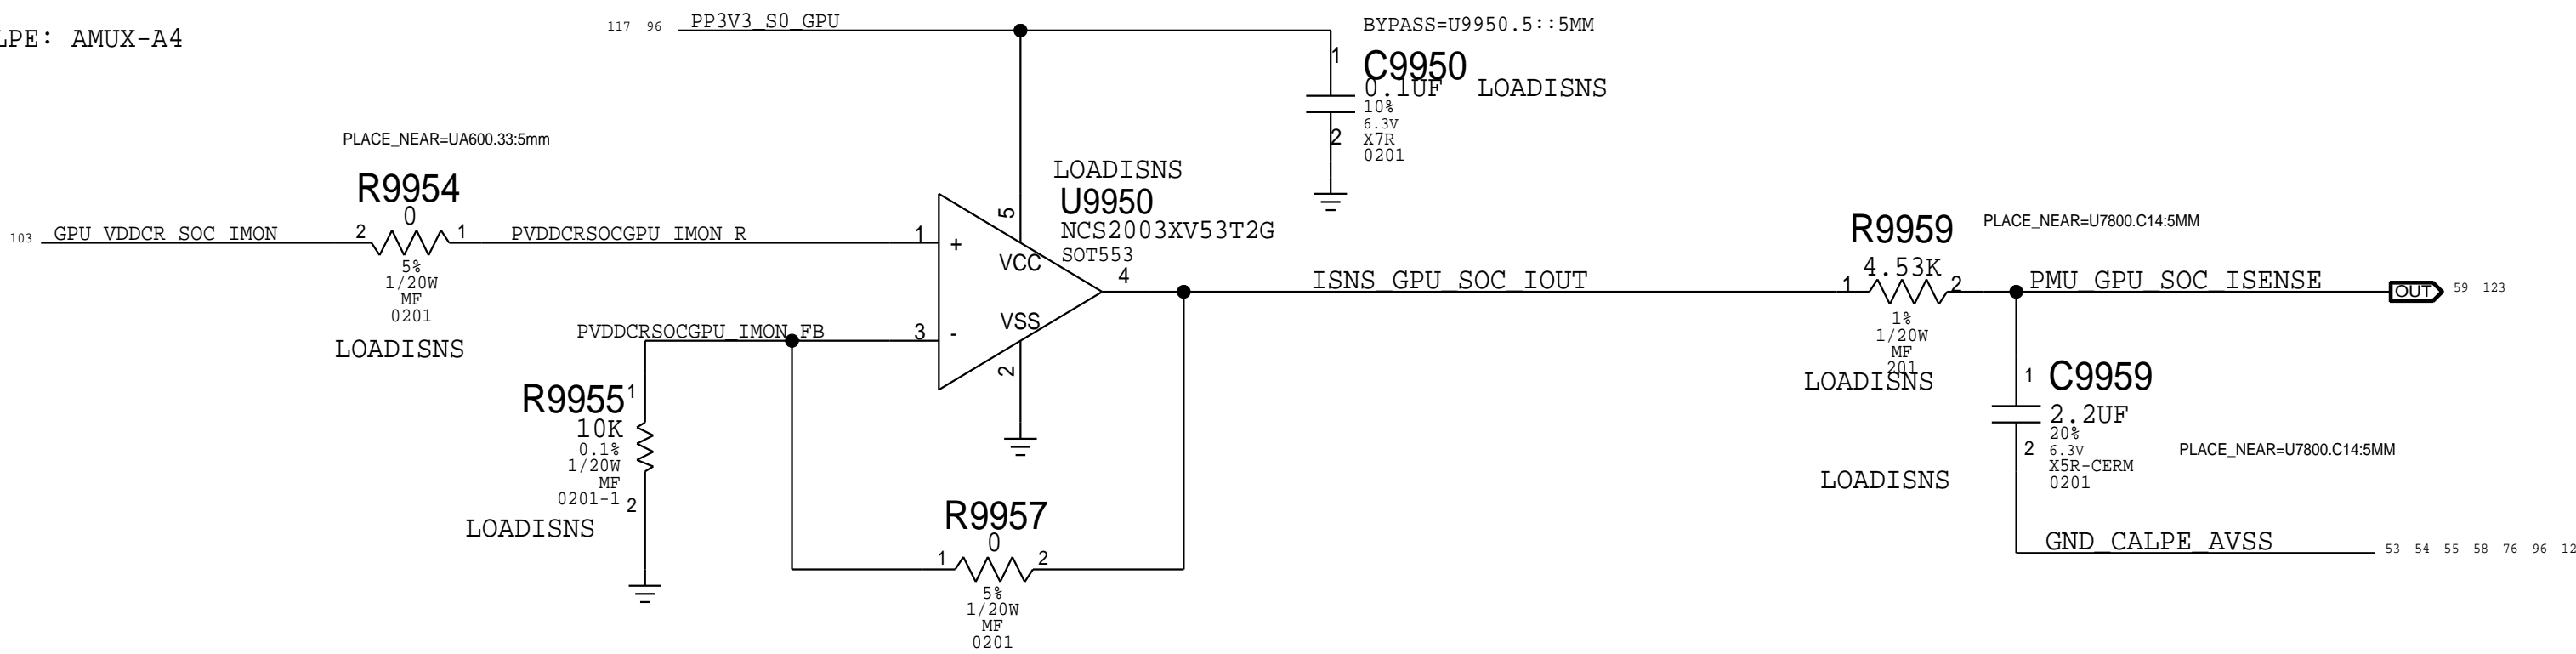 LPE: AMUX-A4
117 96 PP3V3_S0_GPU
BYPASS=U9950.5::5MM
1
C9950
0.1UF LOADISNS
10%
6.3V
2
X7R
0201
PLACE_NEAR=UA600.33:5mm
R9954
0
103 GPU_VDDCR_SOC_IMON
2 1
PVDDCRSOCGPU_IMON_R
5%
1/20W
MF
0201
LOADISNS
LOADISNS
U9950
NCS2003XV53T2G
SOT553
5
1
+
VCC
4
VSS
3
-
2
PVDDCRSOCGPU_IMON_FB
ISNS_GPU_SOC_IOUT
R9959
PLACE_NEAR=U7800.C14:5MM
4.53K
1 2
PMU_GPU_SOC_ISENSE
OUT 59 123
1%
1/20W
MF
201
LOADISNS
1
C9959
2.2UF
20%
2
6.3V
PLACE_NEAR=U7800.C14:5MM
X5R-CERM
0201
LOADISNS
GND_CALPE_AVSS
53 54 55 58 76 96 12
R9955
1
10K
0.1%
1/20W
MF
0201-1
2
LOADISNS
R9957
0
1 2
5%
1/20W
MF
0201